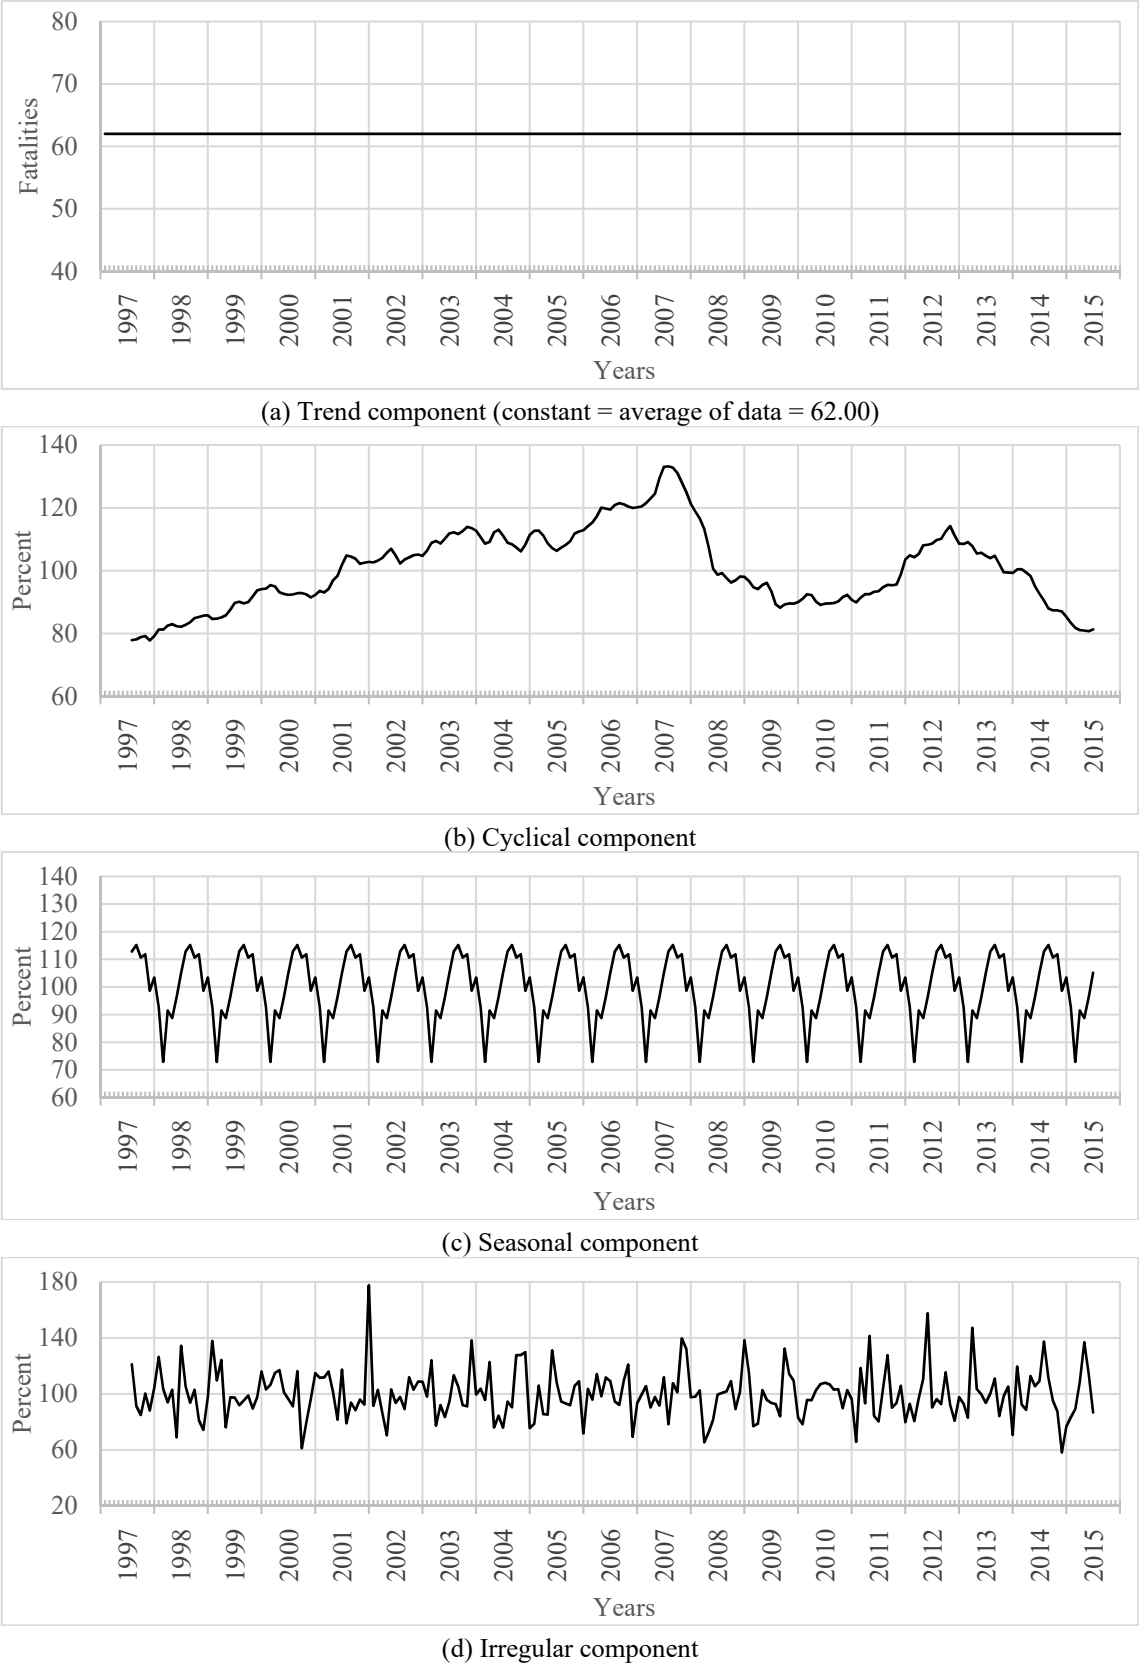 80
70
60
50
40
Fatalities
1997 1998 1999 2000 2001 2002 2003 2004 2005 2006 2007 2008 2009 2010 2011 2012 2013 2014 2015
Years
(a) Trend component (constant = average of data = 62.00)
140
120
100
80
60
Percent
1997 1998 1999 2000 2001 2002 2003 2004 2005 2006 2007 2008 2009 2010 2011 2012 2013 2014 2015
Years
(b) Cyclical component
140
130
120
110
100
90
80
70
60
Percent
1997 1998 1999 2000 2001 2002 2003 2004 2005 2006 2007 2008 2009 2010 2011 2012 2013 2014 2015
Years
(c) Seasonal component
180
140
100
60
20
Percent
1997 1998 1999 2000 2001 2002 2003 2004 2005 2006 2007 2008 2009 2010 2011 2012 2013 2014 2015
Years
(d) Irregular component